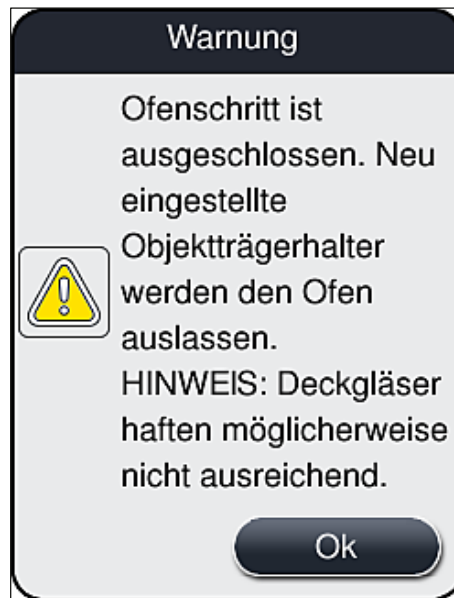 Warnung
Ofenschritt ist
ausgeschlossen. Neu
eingestellte
Objektträgerhalter
werden den Ofen
auslassen.
HINWEIS: Deckgläser
haften möglicherweise
nicht ausreichend.
Ok